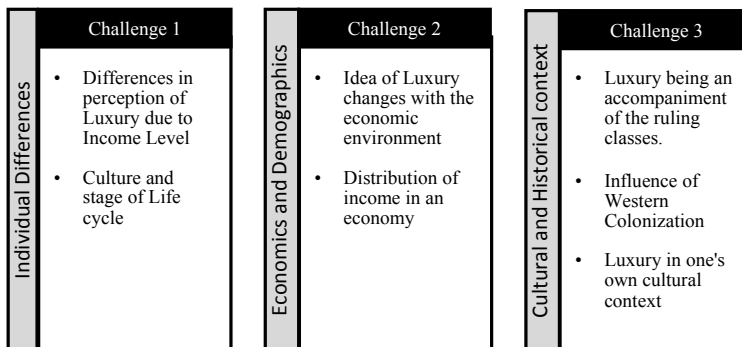 Individual Differences
Challenge 1
• Differences in
perception of
Luxury due to
Income Level
• Culture and
stage of Life
cycle
Economics and Demographics
Challenge 2
• Idea of Luxury
changes with the
economic
environment
• Distribution of
income in an
economy
Cultural and Historical context
Challenge 3
• Luxury being an
accompaniment
of the ruling
classes.
• Influence of
Western
Colonization
• Luxury in one's
own cultural
context